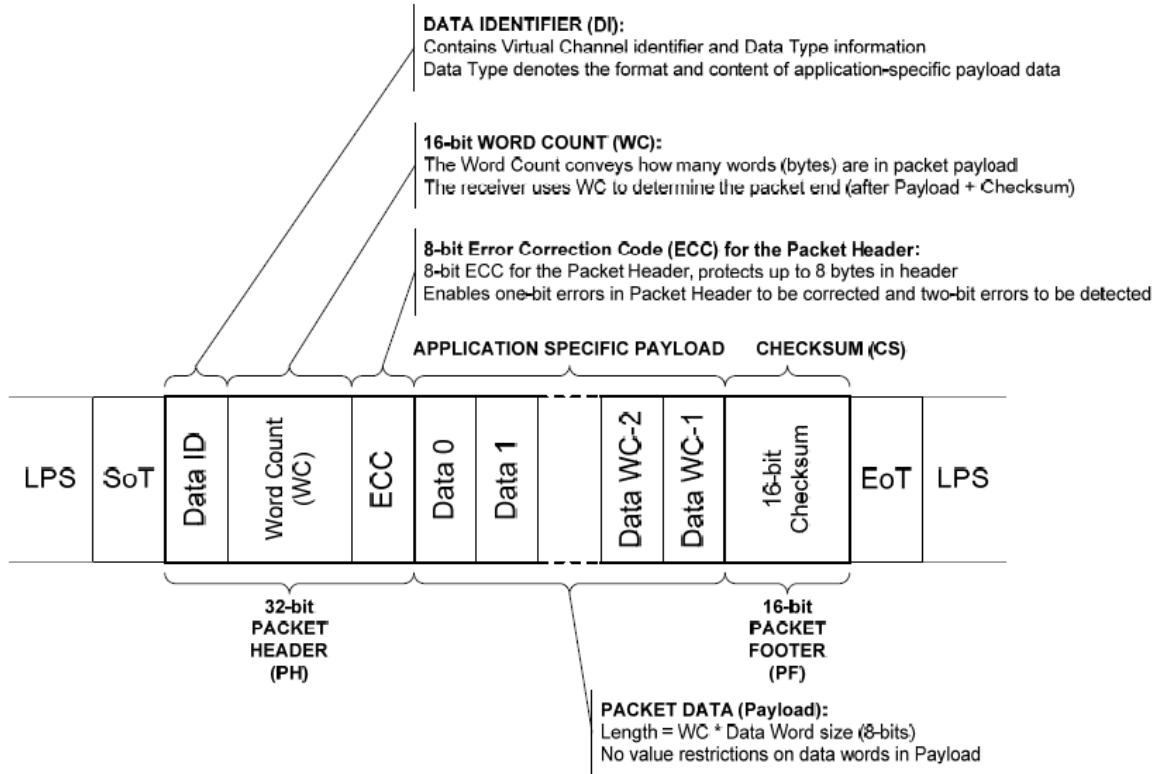 DATA IDENTIFIER (DI):
Contains Virtual Channel identifier and Data Type information
Data Type denotes the format and content of application-specific payload data
16-bit WORD COUNT (WC):
The Word Count conveys how many words (bytes) are in packet payload
The receiver uses WC to determine the packet end (after Payload + Checksum)
8-bit Error Correction Code (ECC) for the Packet Header:
8-bit ECC for the Packet Header, protects up to 8 bytes in header
Enables one-bit errors in Packet Header to be corrected and two-bit errors to be detected
APPLICATION SPECIFIC PAYLOAD
CHECKSUM (CS)
LPS
SoT
Data ID
Word Count
(WC)
ECC
Data 0
Data 1
Data WC-2
Data WC-1
16-bit
Checksum
EoT
LPS
32-bit
PACKET
HEADER
(PH)
16-bit
PACKET
FOOTER
(PF)
PACKET DATA (Payload):
Length = WC * Data Word size (8-bits)
No value restrictions on data words in Payload